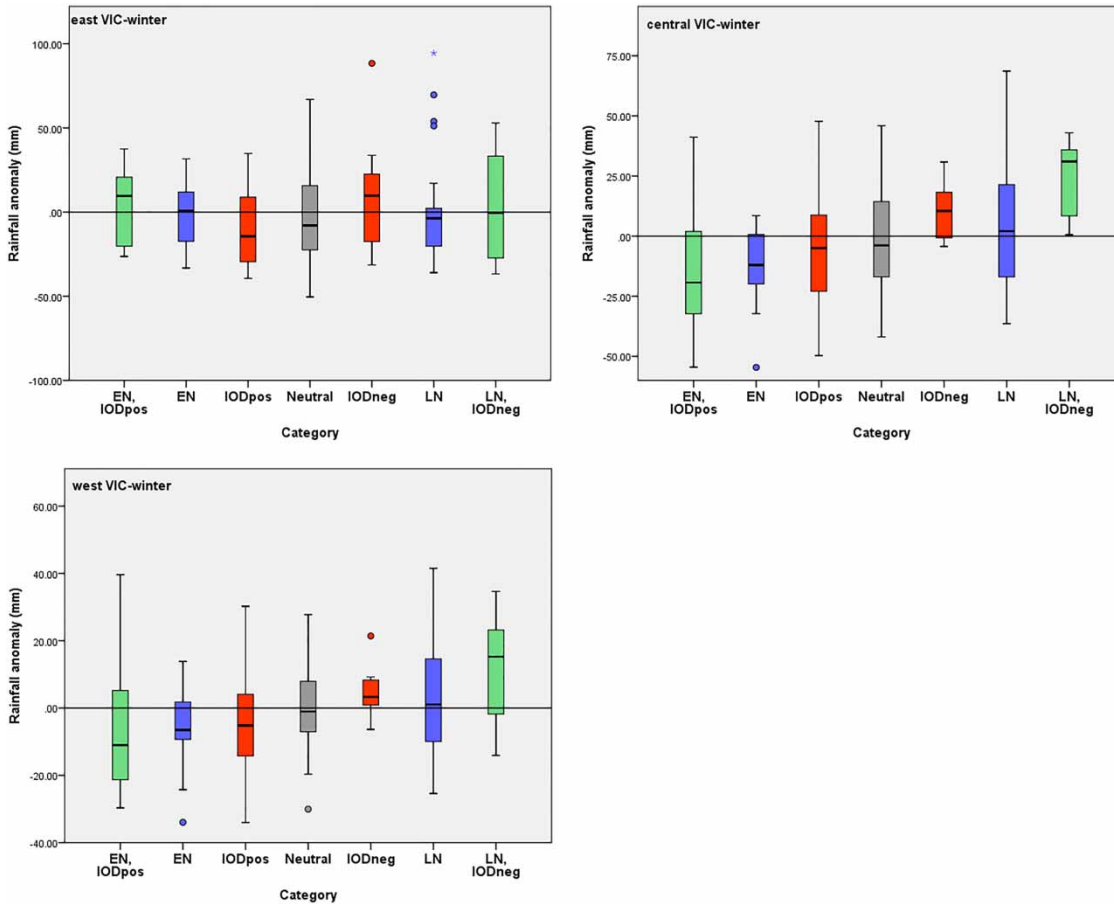 east VIC-winter
100.00
50.00
.00
-50.00
-100.00
Rainfall anomaly (mm)
EN, IODpos
EN
IODpos
Neutral
IODneg
LN
LN, IODneg
Category
central VIC-winter
75.00
50.00
25.00
.00
-25.00
-50.00
Rainfall anomaly (mm)
EN, IODpos
EN
IODpos
Neutral
IODneg
LN
LN, IODneg
Category
west VIC-winter
60.00
40.00
20.00
.00
-20.00
-40.00
Rainfall anomaly (mm)
EN, IODpos
EN
IODpos
Neutral
IODneg
LN
LN, IODneg
Category